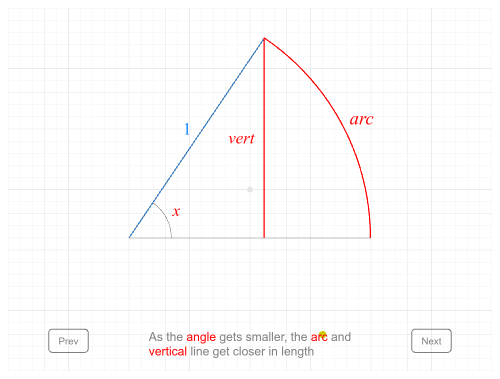 1
vert
arc
x
Prev
As the angle gets smaller, the arc and
vertical line get closer in length
Next